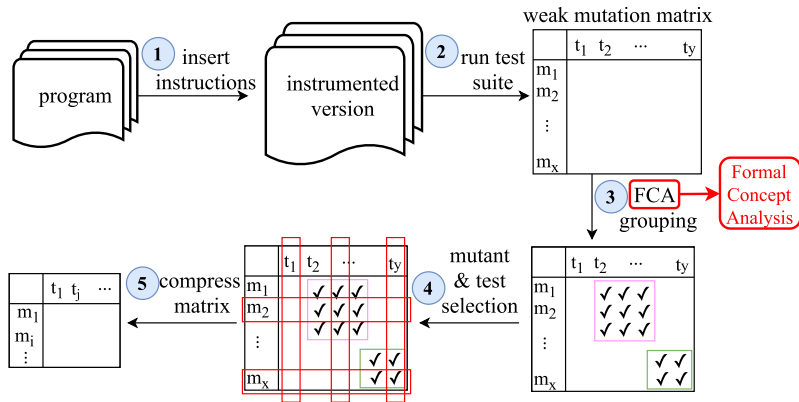 weak mutation matrix
1 insert
instructions
program
instrumented
version
2 run test
suite
t1 t2 ... ty
m1
m2
⋮
mx
3 FCA
grouping
Formal
Concept
Analysis
t1 t2 ... ty
m1 ✓ ✓ ✓
m2 ✓ ✓ ✓
✓ ✓ ✓
⋮
✓ ✓
mx ✓ ✓
mutant
4 & test
selection
t1 t2 ... ty
m1 ✓ ✓ ✓
m2 ✓ ✓ ✓
✓ ✓ ✓
⋮
✓ ✓
mx ✓ ✓
5 compress
matrix
t1 tj ...
m1
mi
⋮